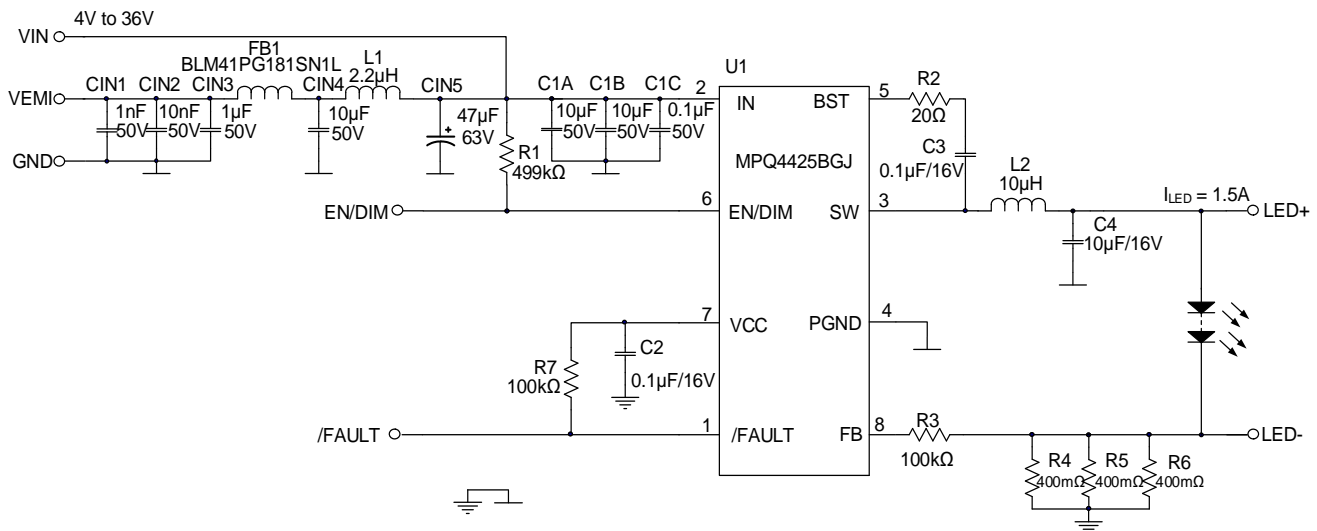 4V to 36V
VIN
FB1
BLM41PG181SN1L
L1
2.2µH
VEMI
CIN1
CIN2
CIN3
CIN4
CIN5
C1A
C1B
C1C
1nF
50V
10nF
50V
1µF
50V
10µF
50V
47µF
63V
10µF
50V
10µF
50V
0.1µF
50V
GND
R1
499kΩ
EN/DIM
U1
MPQ4425BGJ
2
IN
BST
5
R2
20Ω
C3
0.1µF/16V
L2
10µH
6
EN/DIM
SW
3
ILED = 1.5A
LED+
C4
10µF/16V
7
VCC
PGND
4
C2
0.1µF/16V
R7
100kΩ
/FAULT
1
/FAULT
FB
8
R3
100kΩ
LED-
R4
400mΩ
R5
400mΩ
R6
400mΩ